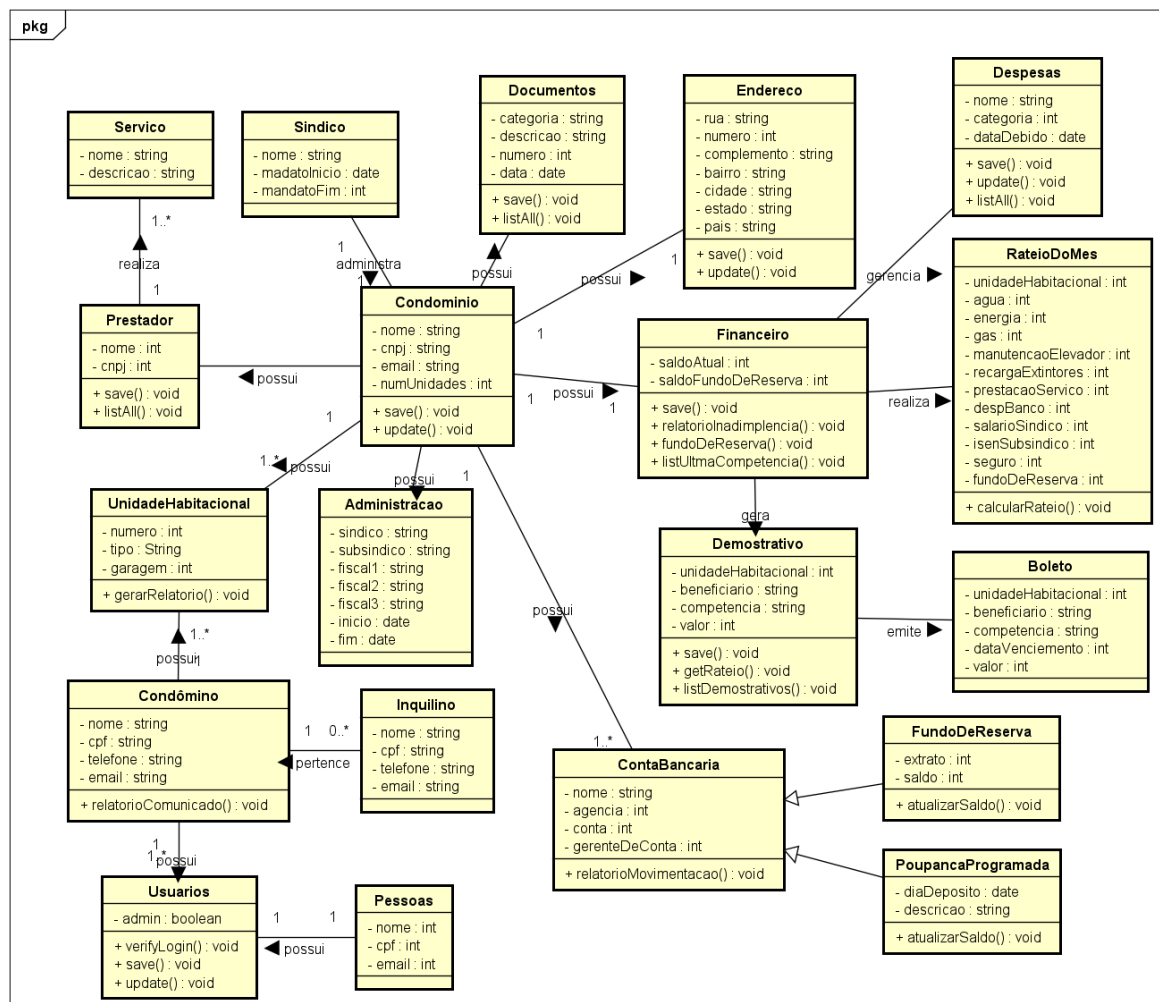 pkg
Servico
- nome : string
- descricao : string
1..*
realiza
1
Prestador
- nome : int
- cnpj : int
+ save() : void
+ listAll() : void
possui
Sindico
- nome : string
- madatoInicio : date
- mandatoFim : int
1
administra
1
Documentos
- categoria : string
- descricao : string
- numero : int
- data : date
+ save() : void
+ listAll() : void
possui
Endereco
- rua : string
- numero : int
- complemento : string
- bairro : string
- cidade : string
- estado : string
- pais : string
+ save() : void
+ update() : void
1
possui
1
Despesas
- nome : string
- categoria : int
- dataDebido : date
+ save() : void
+ update() : void
+ listAll() : void
gerencia
RateioDoMes
- unidadeHabitacional : int
- agua : int
- energia : int
- gas : int
- manutencaoElevador : int
- recargaExtintores : int
- prestacaoServico : int
- despBanco : int
- salarioSindico : int
- isenSubsindico : int
- seguro : int
- fundoDeReserva : int
+ calcularRateio() : void
realiza
Condominio
- nome : string
- cnpj : string
- email : string
- numUnidades : int
+ save() : void
+ update() : void
1
possui
1
Financeiro
- saldoAtual : int
- saldoFundoDeReserva : int
+ save() : void
+ relatorioInadimplencia() : void
+ fundoDeReserva() : void
+ listUltmaCompetencia() : void
gera
1
1..*
possui
UnidadeHabitacional
- numero : int
- tipo : String
- garagem : int
+ gerarRelatorio() : void
possui
Administracao
- sindico : string
- subsindico : string
- fiscal1 : string
- fiscal2 : string
- fiscal3 : string
- inicio : date
- fim : date
1
possui
1..*
Demostrativo
- unidadeHabitacional : int
- beneficiario : string
- competencia : string
- valor : int
+ save() : void
+ getRateio() : void
+ listDemostrativos() : void
emite
Boleto
- unidadeHabitacional : int
- beneficiario : string
- competencia : string
- dataVenciemento : int
- valor : int
1..*
possui
1
Condômino
- nome : string
- cpf : string
- telefone : string
- email : string
+ relatorioComunicado() : void
1
0..*
pertence
Inquilino
- nome : string
- cpf : string
- telefone : string
- email : string
1
1..*
possui
Usuarios
- admin : boolean
+ verifyLogin() : void
+ save() : void
+ update() : void
1
1
possui
Pessoas
- nome : int
- cpf : int
- email : int
ContaBancaria
- nome : string
- agencia : int
- conta : int
- gerenteDeConta : int
+ relatorioMovimentacao() : void
FundoDeReserva
- extrato : int
- saldo : int
+ atualizarSaldo() : void
PoupancaProgramada
- diaDeposito : date
- descricao : string
+ atualizarSaldo() : void